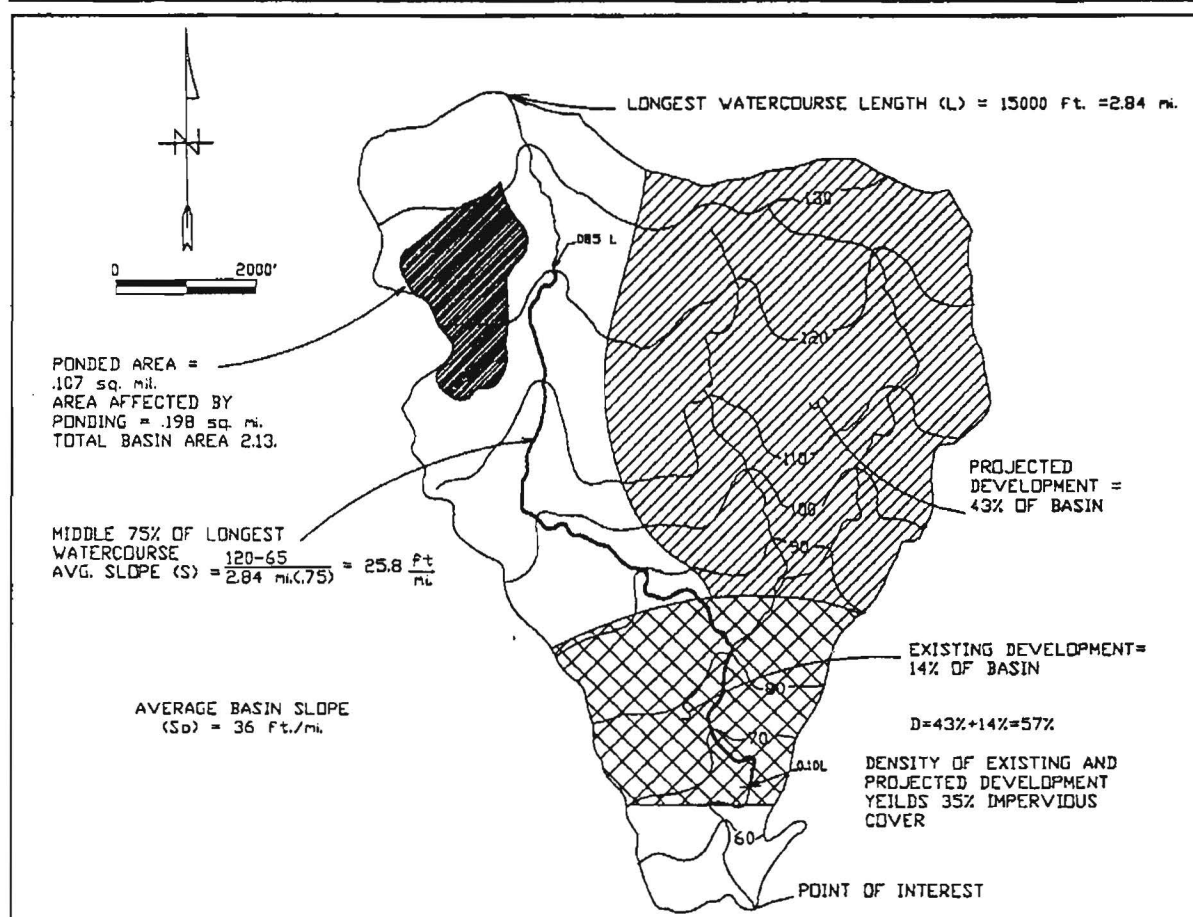 LONGEST WATERCOURSE LENGTH (L) = 15000 Ft. =2.84 mi.
N
0 2000'
130
.085 L
120
PONDED AREA =
.107 sq. mil.
AREA AFFECTED BY
PONDING = .198 sq. mi.
TOTAL BASIN AREA 2.13.
110
PROJECTED
DEVELOPMENT =
43% OF BASIN
100
90
MIDDLE 75% OF LONGEST
WATERCOURSE
AVG. SLOPE (S) = 120-65 / 2.84 mi.(.75) = 25.8 ft / mi.
EXISTING DEVELOPMENT=
14% OF BASIN
80
AVERAGE BASIN SLOPE
(SD) = 36 Ft./mi.
D=43%+14%=57%
70
0.10L
DENSITY OF EXISTING AND
PROJECTED DEVELOPMENT
YEILDS 35% IMPERVIOUS
COVER
60
POINT OF INTEREST